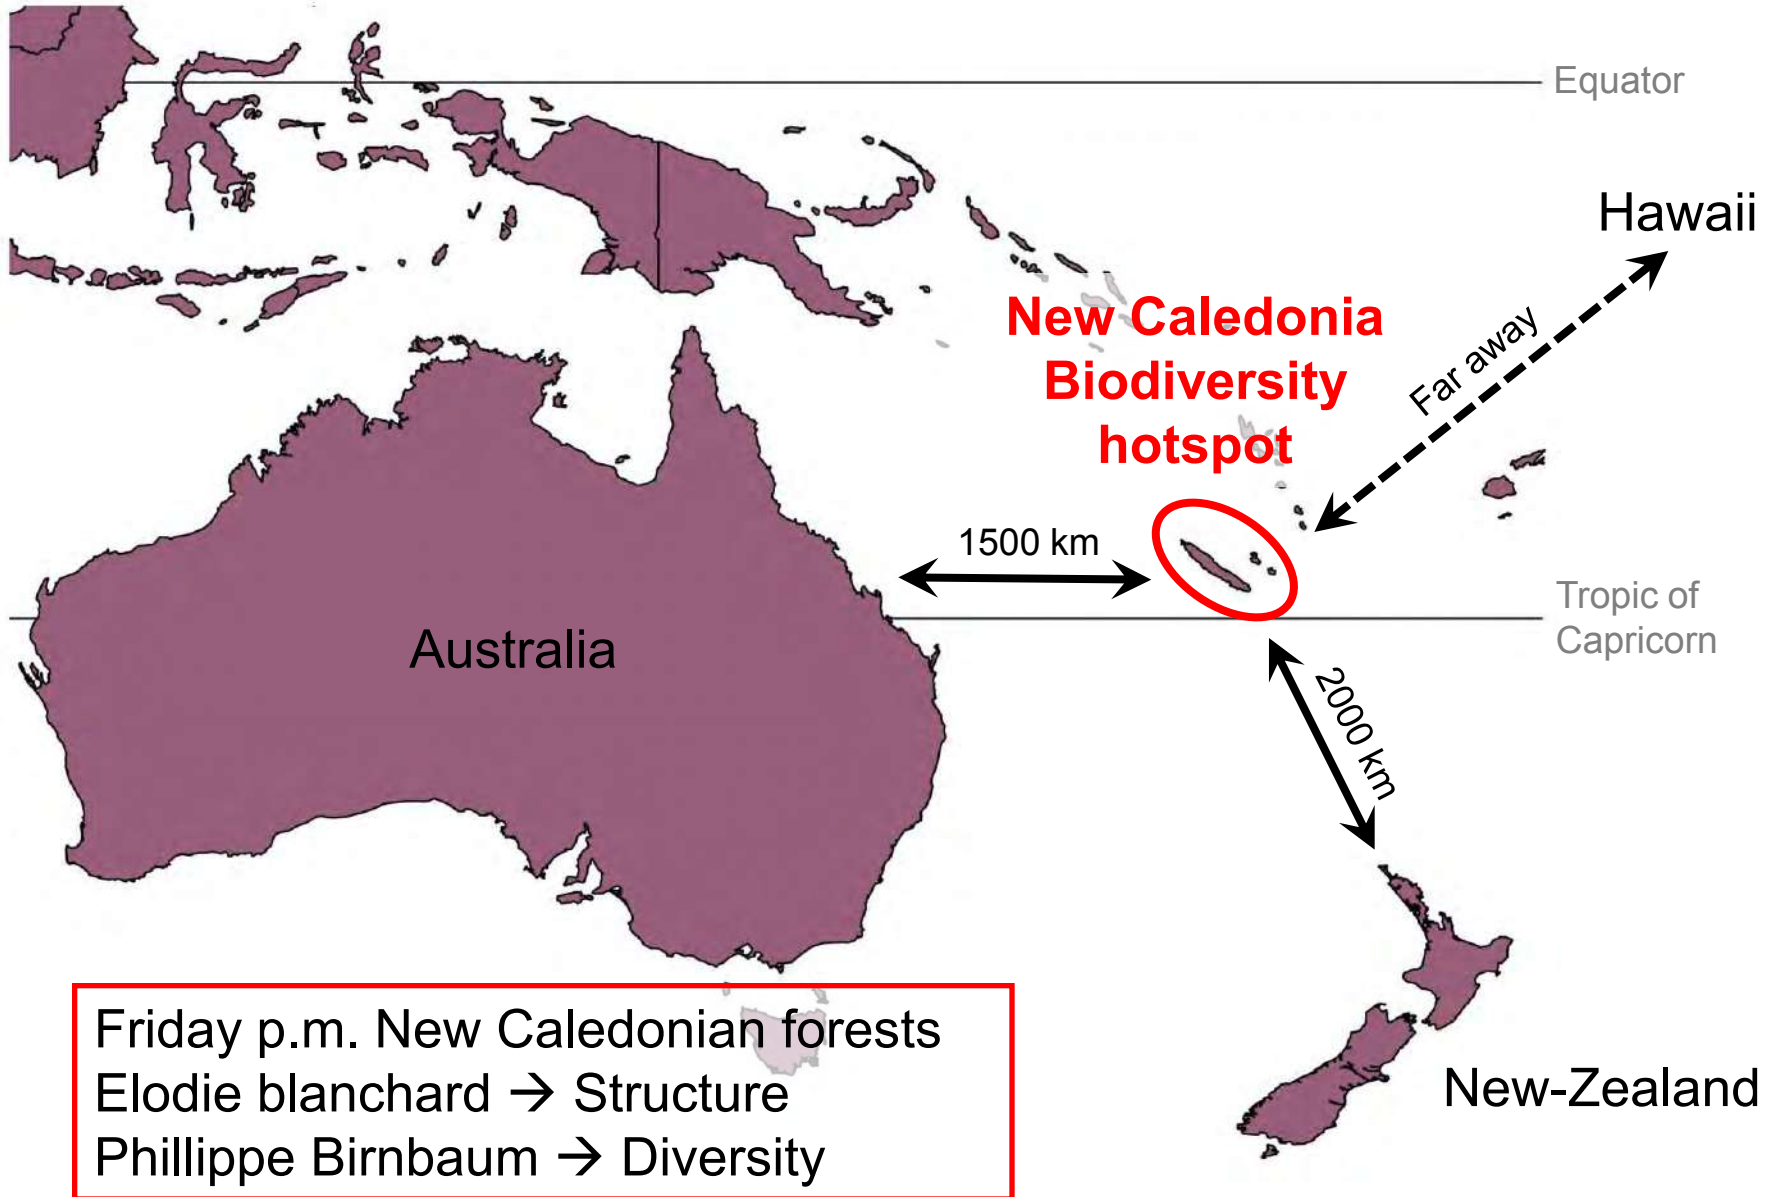 Equator
Hawaii
New Caledonia
Biodiversity
hotspot
Far away
1500 km
Tropic of
Capricorn
Australia
2000 km
New-Zealand
Friday p.m. New Caledonian forests
Elodie blanchard → Structure
Phillippe Birnbaum → Diversity